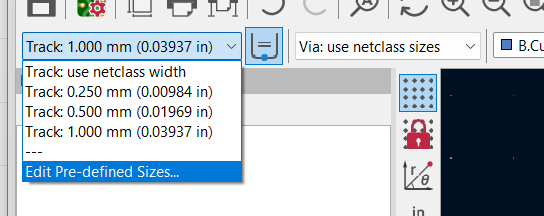 Track: 1.000 mm (0.03937 in)
Via: use netclass sizes
B.Cu
Track: use netclass width
Track: 0.250 mm (0.00984 in)
Track: 0.500 mm (0.01969 in)
Track: 1.000 mm (0.03937 in)
---
Edit Pre-defined Sizes...
r
θ
in